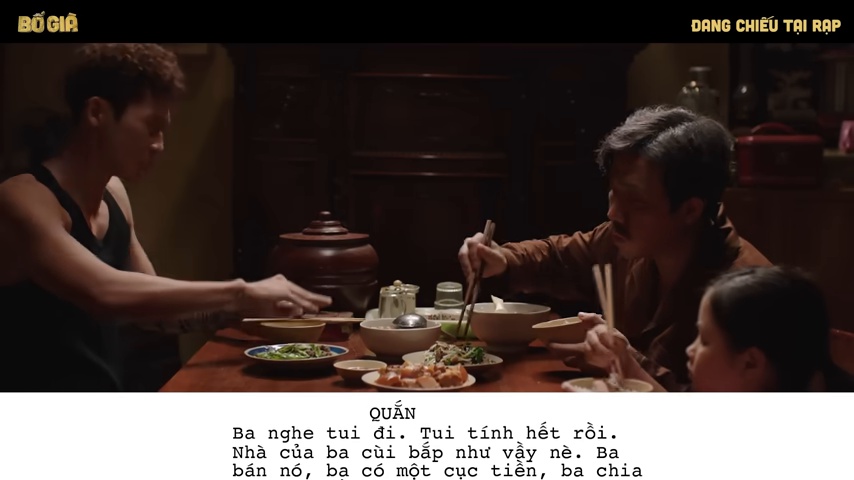 BỐ GIÀ
ĐANG CHIẾU TẠI RẠP
QUẮN
Ba nghe tui đi. Tui tính hết rồi.
Nhà của ba cùi bắp như vầy nè. Ba
bán nó, bạ có một cục tiền, ba chia